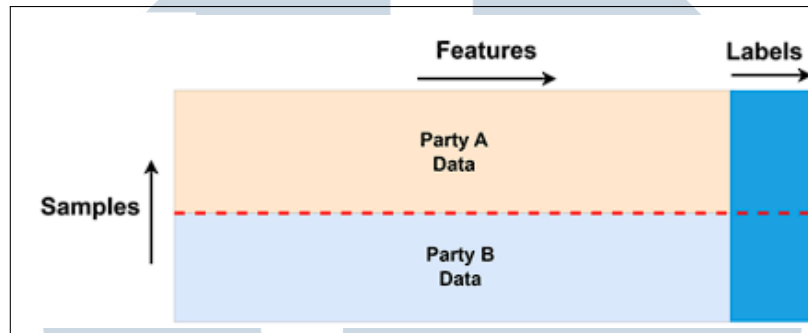 Features
Labels
Party A
Data
Samples
Party B
Data